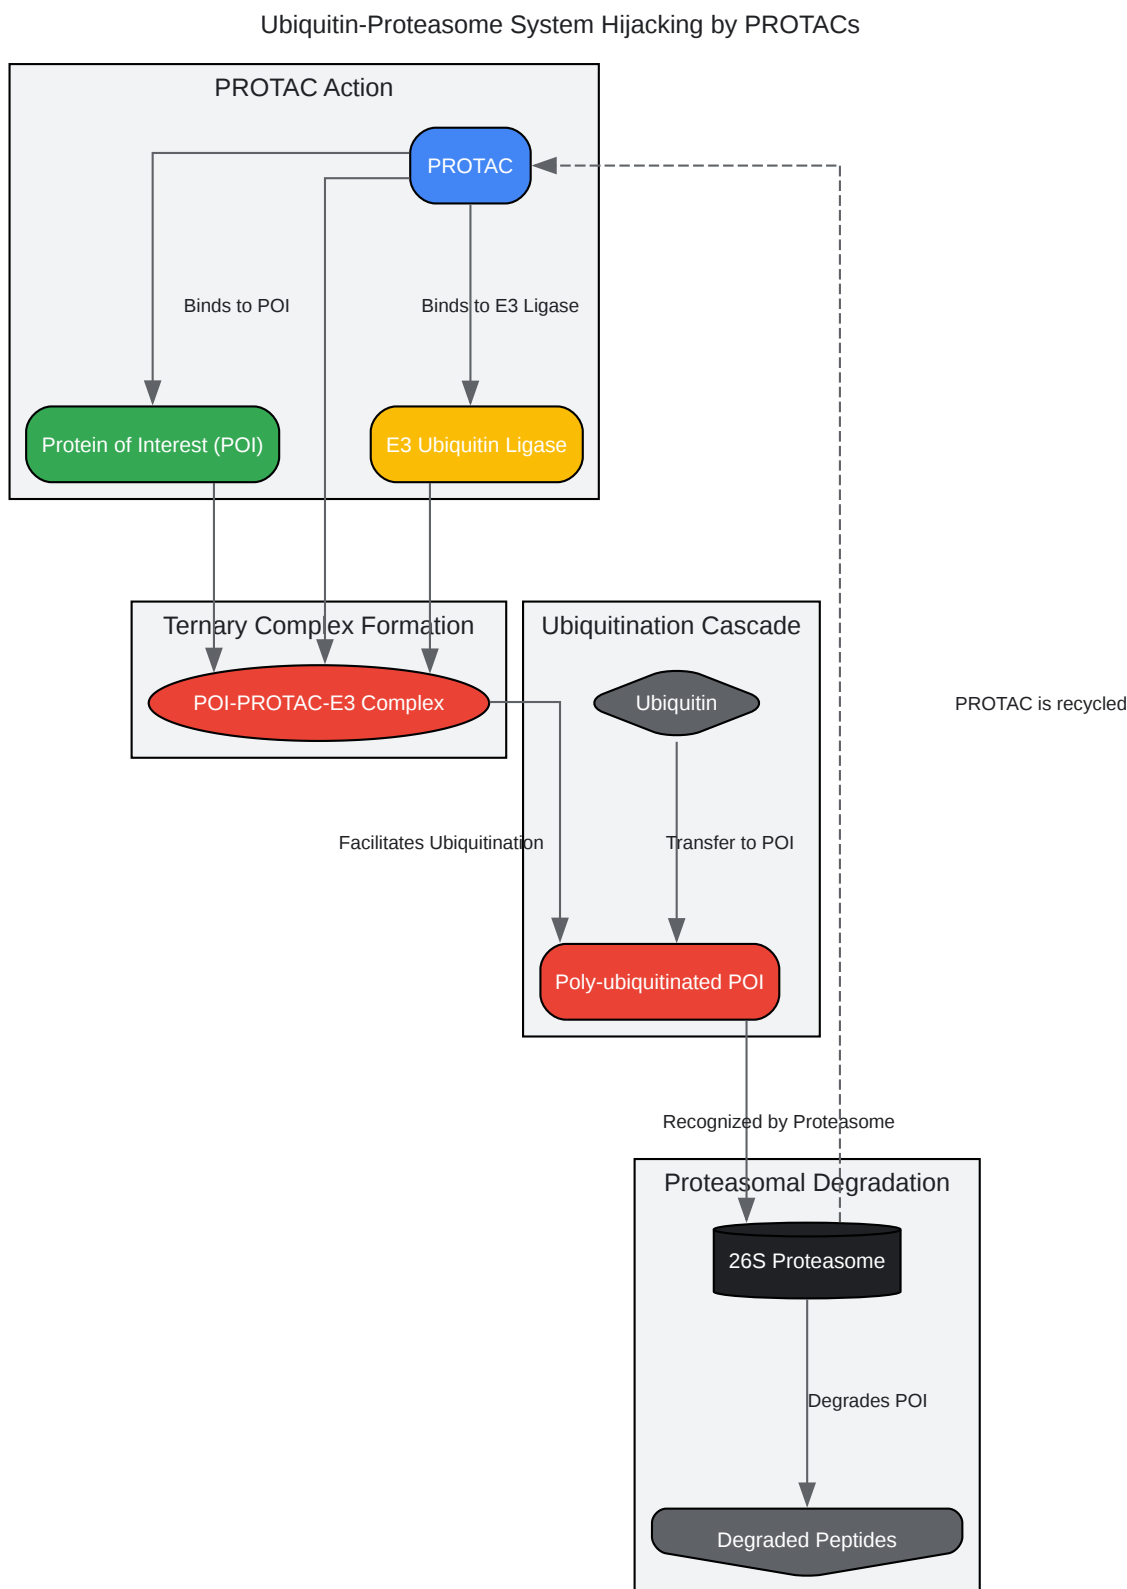 Ubiquitin-Proteasome System Hijacking by PROTACs
PROTAC Action
PROTAC
Binds to POI
Binds to E3 Ligase
Protein of Interest (POI)
E3 Ubiquitin Ligase
Ternary Complex Formation
Ubiquitination Cascade
POI-PROTAC-E3 Complex
Ubiquitin
PROTAC is recycled
Facilitates Ubiquitination
Transfer to POI
Poly-ubiquitinated POI
Recognized by Proteasome
Proteasomal Degradation
26S Proteasome
Degrades POI
Degraded Peptides